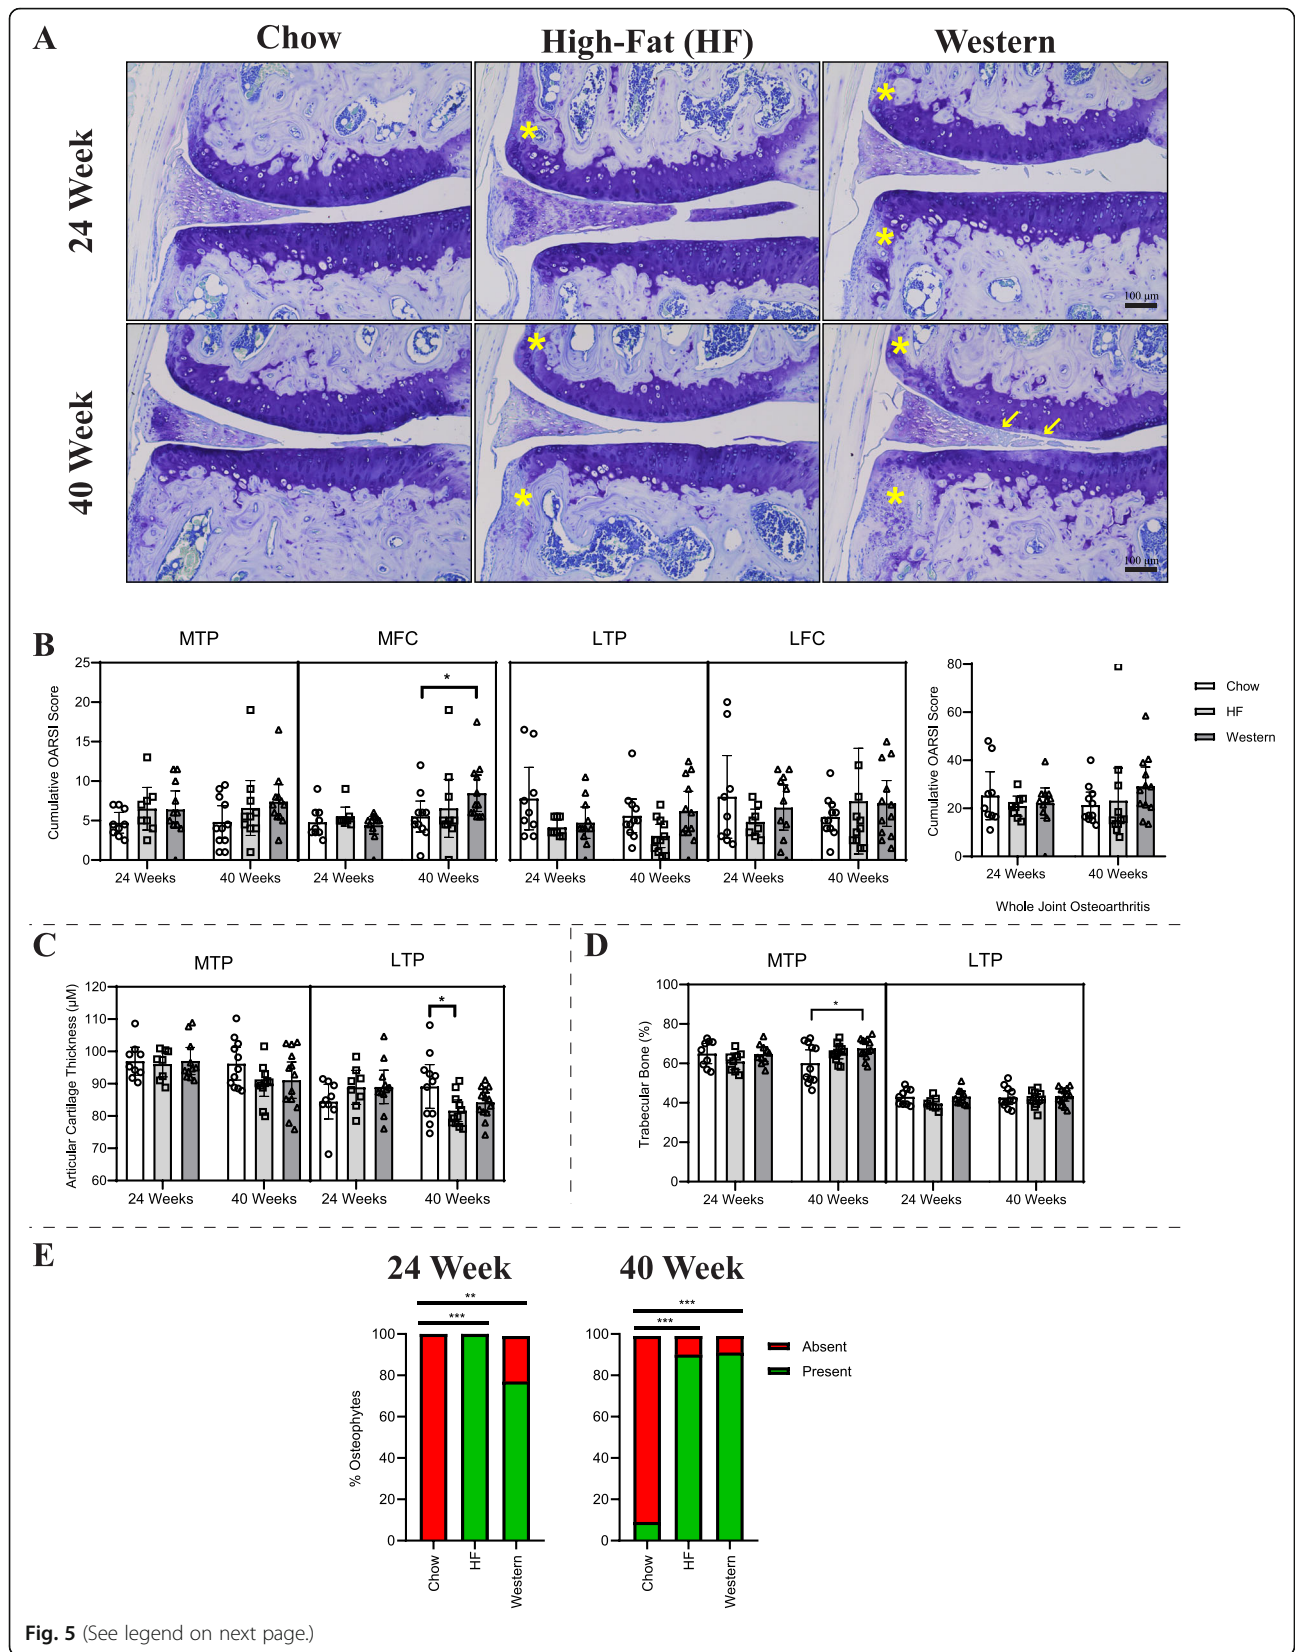 A
Chow
High-Fat (HF)
Western
24 Week
*
*
*
100 µm
40 Week
*
*
*
*
100 µm
B
MTP
MFC
LTP
LFC
Cumulative OARSI Score
25
20
15
10
5
0
*
24 Weeks
40 Weeks
24 Weeks
40 Weeks
24 Weeks
40 Weeks
24 Weeks
40 Weeks
Cumulative OARSI Score
80
60
40
20
0
24 Weeks
40 Weeks
Whole Joint Osteoarthritis
Chow
HF
Western
C
MTP
LTP
Articular Cartilage Thickness (µM)
120
110
100
90
80
70
60
*
24 Weeks
40 Weeks
24 Weeks
40 Weeks
D
MTP
LTP
Trabecular Bone (%)
100
80
60
40
20
0
*
24 Weeks
40 Weeks
24 Weeks
40 Weeks
E
24 Week
40 Week
**
***
***
***
% Osteophytes
100
80
60
40
20
0
Chow
HF
Western
100
80
60
40
20
0
Chow
HF
Western
Absent
Present
Fig. 5 (See legend on next page.)